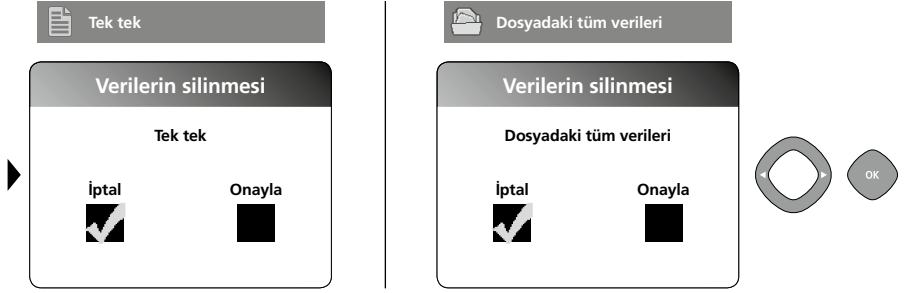 Tek tek
Verilerin silinmesi
Tek tek
İptal Onayla
Dosyadaki tüm verileri
Verilerin silinmesi
Dosyadaki tüm verileri
İptal Onayla
OK